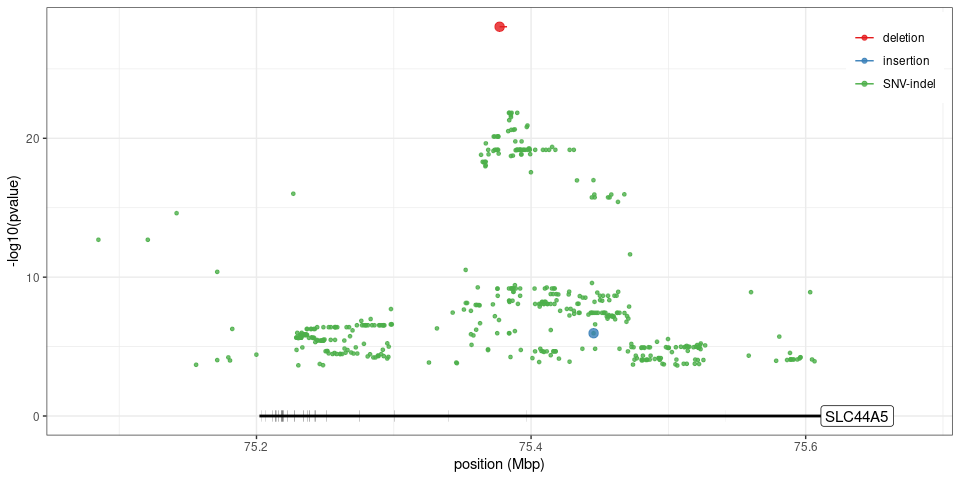 deletion
insertion
SNV-indel
20
10
0
-log10(pvalue)
SLC44A5
75.2
75.4
75.6
position (Mbp)